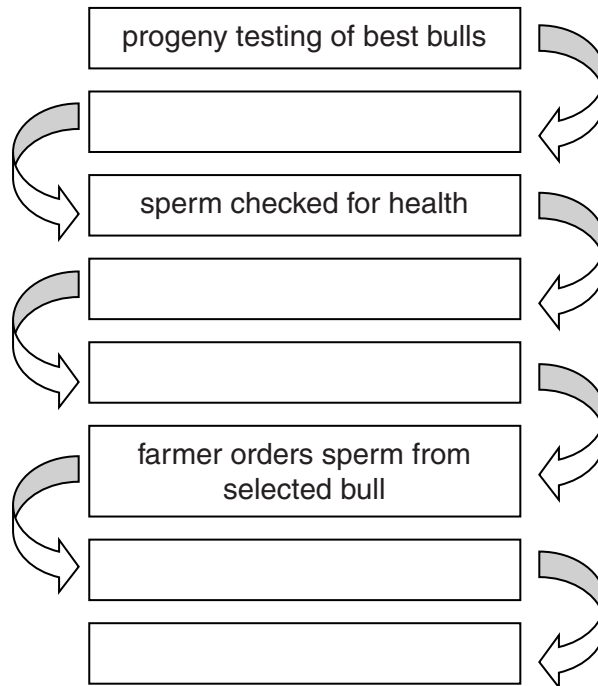 progeny testing of best bulls
sperm checked for health
farmer orders sperm from
selected bull